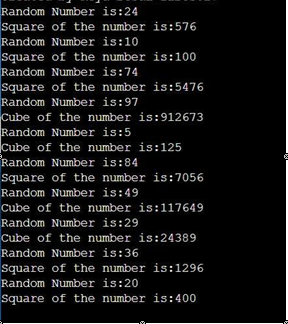 Random Number is:24
Square of the number is:576
Random Number is:10
Square of the number is:100
Random Number is:74
Square of the number is:5476
Random Number is:97
Cube of the number is:912673
Random Number is:5
Cube of the number is:125
Random Number is:84
Square of the number is:7056
Random Number is:49
Cube of the number is:117649
Random Number is:29
Cube of the number is:24389
Random Number is:36
Square of the number is:1296
Random Number is:20
Square of the number is:400